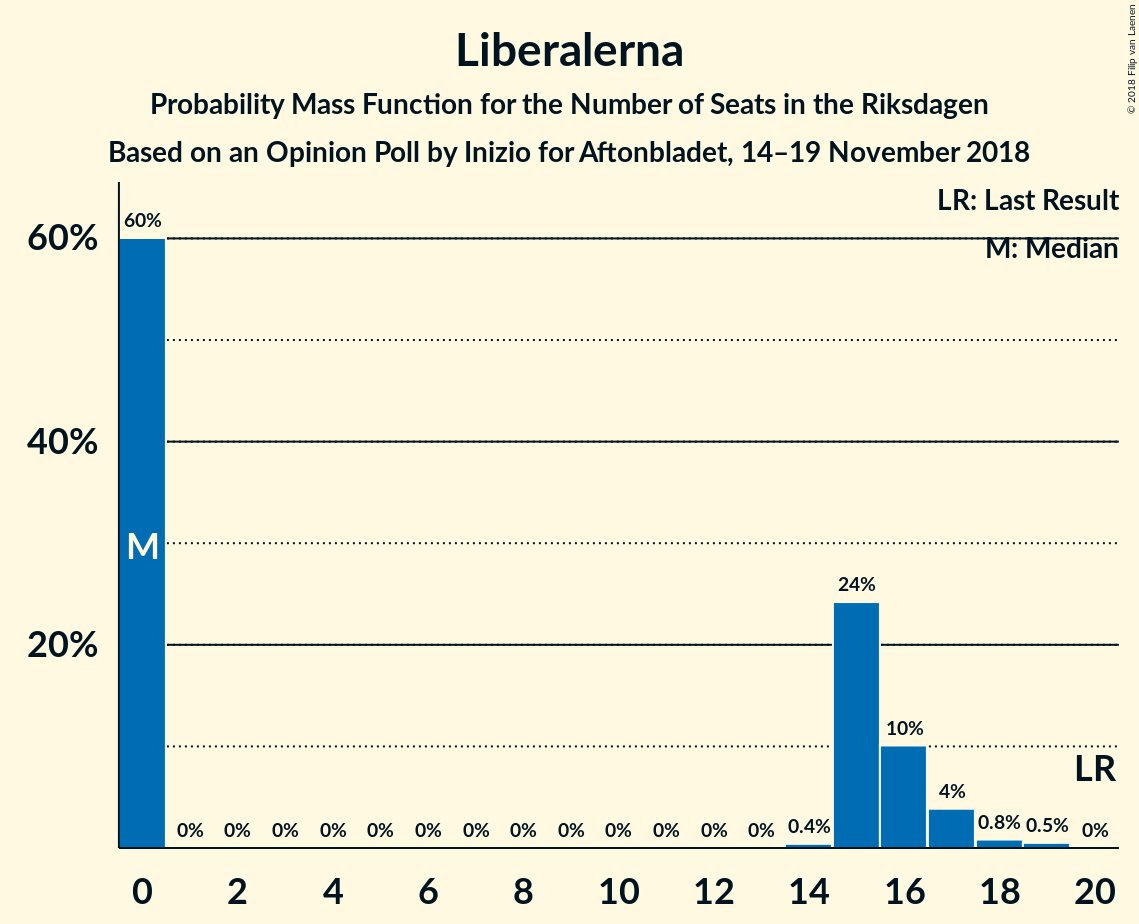 Liberalerna
Probability Mass Function for the Number of Seats in the Riksdagen
Based on an Opinion Poll by Inizio for Aftonbladet, 14–19 November 2018
© 2018 Filip van Laenen
LR: Last Result
M: Median
60%
40%
20%
60%
M
0% 0% 0% 0% 0% 0% 0% 0% 0% 0% 0% 0% 0% 0.4% 24% 10% 4% 0.8% 0.5% 0%
LR
0 2 4 6 8 10 12 14 16 18 20